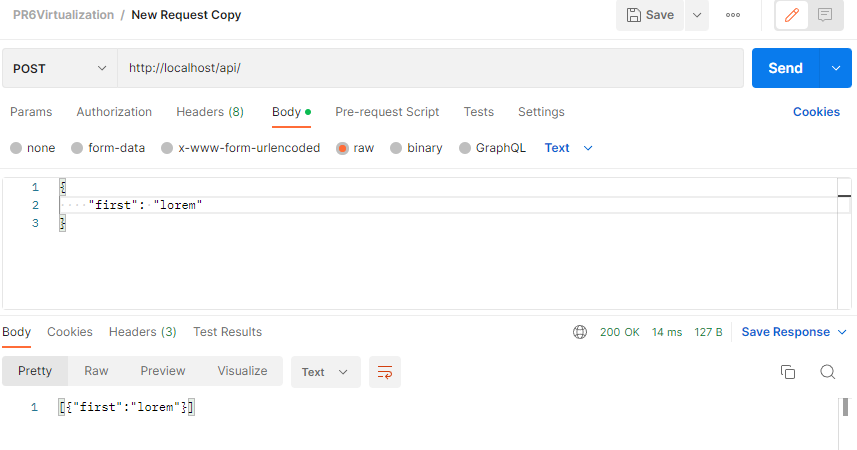 PR6Virtualization / New Request Copy Save
POST http://localhost/api/ Send
Params Authorization Headers (8) Body Pre-request Script Tests Settings Cookies
none form-data x-www-form-urlencoded raw binary GraphQL Text
1 {
2 "first": "lorem"
3 }
Body Cookies Headers (3) Test Results 200 OK 14 ms 127 B Save Response
Pretty Raw Preview Visualize Text
1 [{"first":"lorem"}]